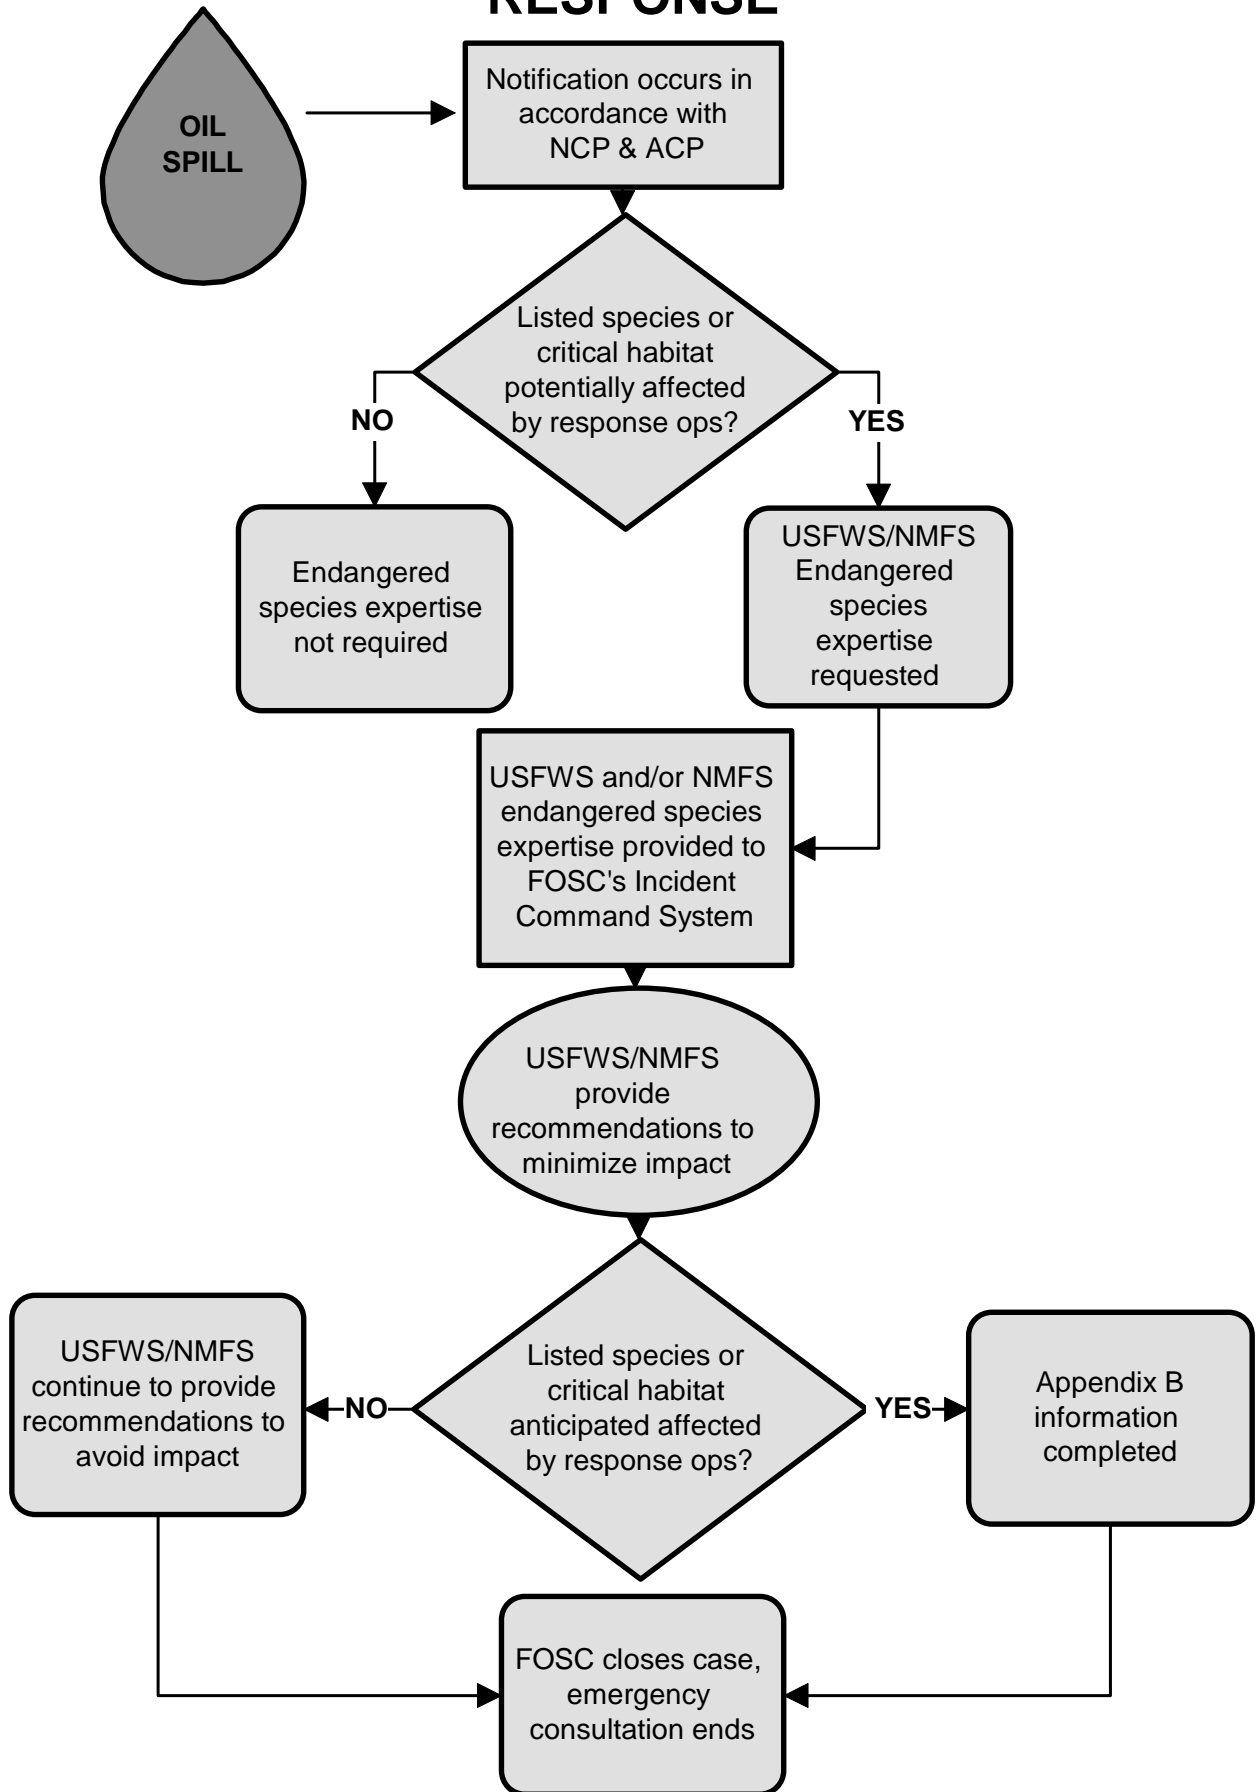 RESPONSE
OIL
SPILL
Notification occurs in
accordance with
NCP & ACP
Listed species or
critical habitat
potentially affected
by response ops?
NO
YES
Endangered
species expertise
not required
USFWS/NMFS
Endangered
species
expertise
requested
USFWS and/or NMFS
endangered species
expertise provided to
FOSC's Incident
Command System
USFWS/NMFS
provide
recommendations to
minimize impact
USFWS/NMFS
continue to provide
recommendations to
avoid impact
NO
Listed species or
critical habitat
anticipated affected
by response ops?
YES
Appendix B
information
completed
FOSC closes case,
emergency
consultation ends